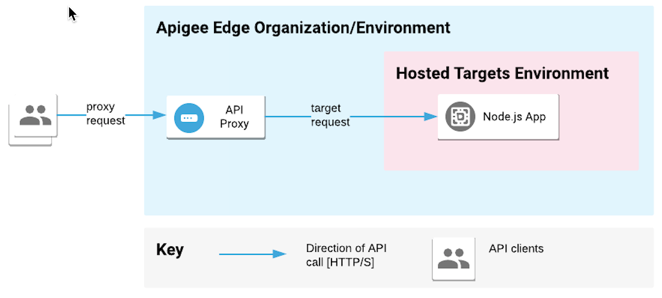 Apigee Edge Organization/Environment
Hosted Targets Environment
proxy
request
API
Proxy
target
request
Node.js App
Key
Direction of API
call [HTTP/S]
API clients